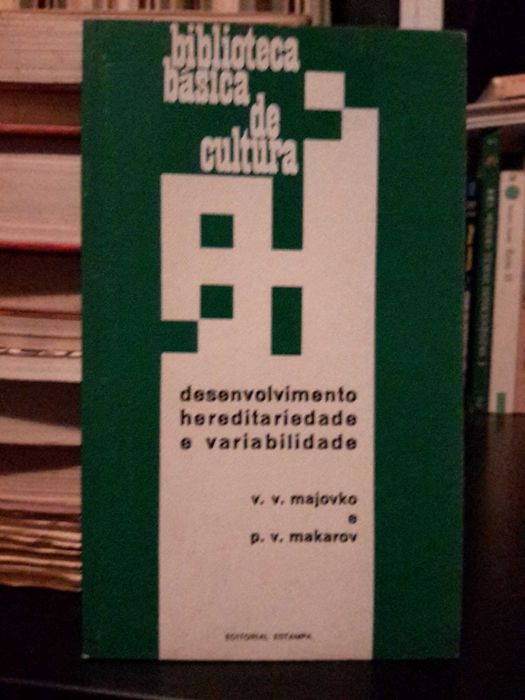 biblioteca
básica
de
cultura
desenvolvimento
hereditariedade
e variabilidade
v. v. majovko
e
p. v. makarov
EDITORIAL ESTAMPA